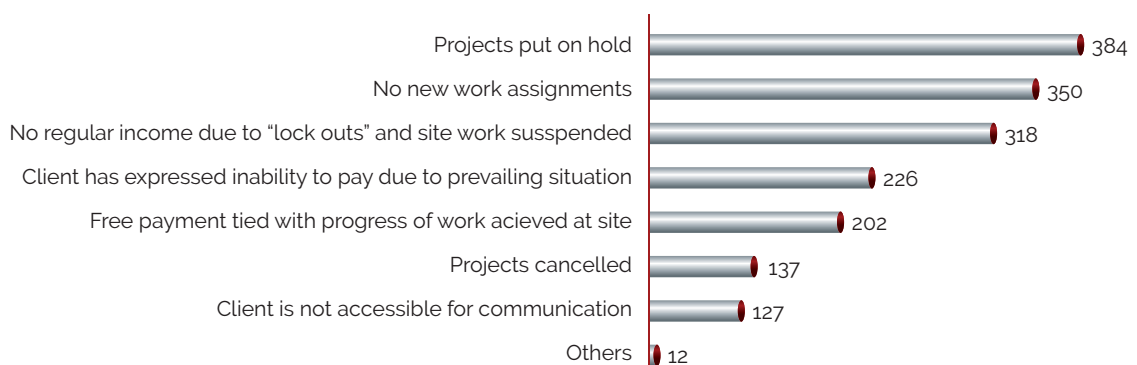 Projects put on hold 384
No new work assignments 350
No regular income due to “lock outs” and site work susspended 318
Client has expressed inability to pay due to prevailing situation 226
Free payment tied with progress of work acieved at site 202
Projects cancelled 137
Client is not accessible for communication 127
Others 12